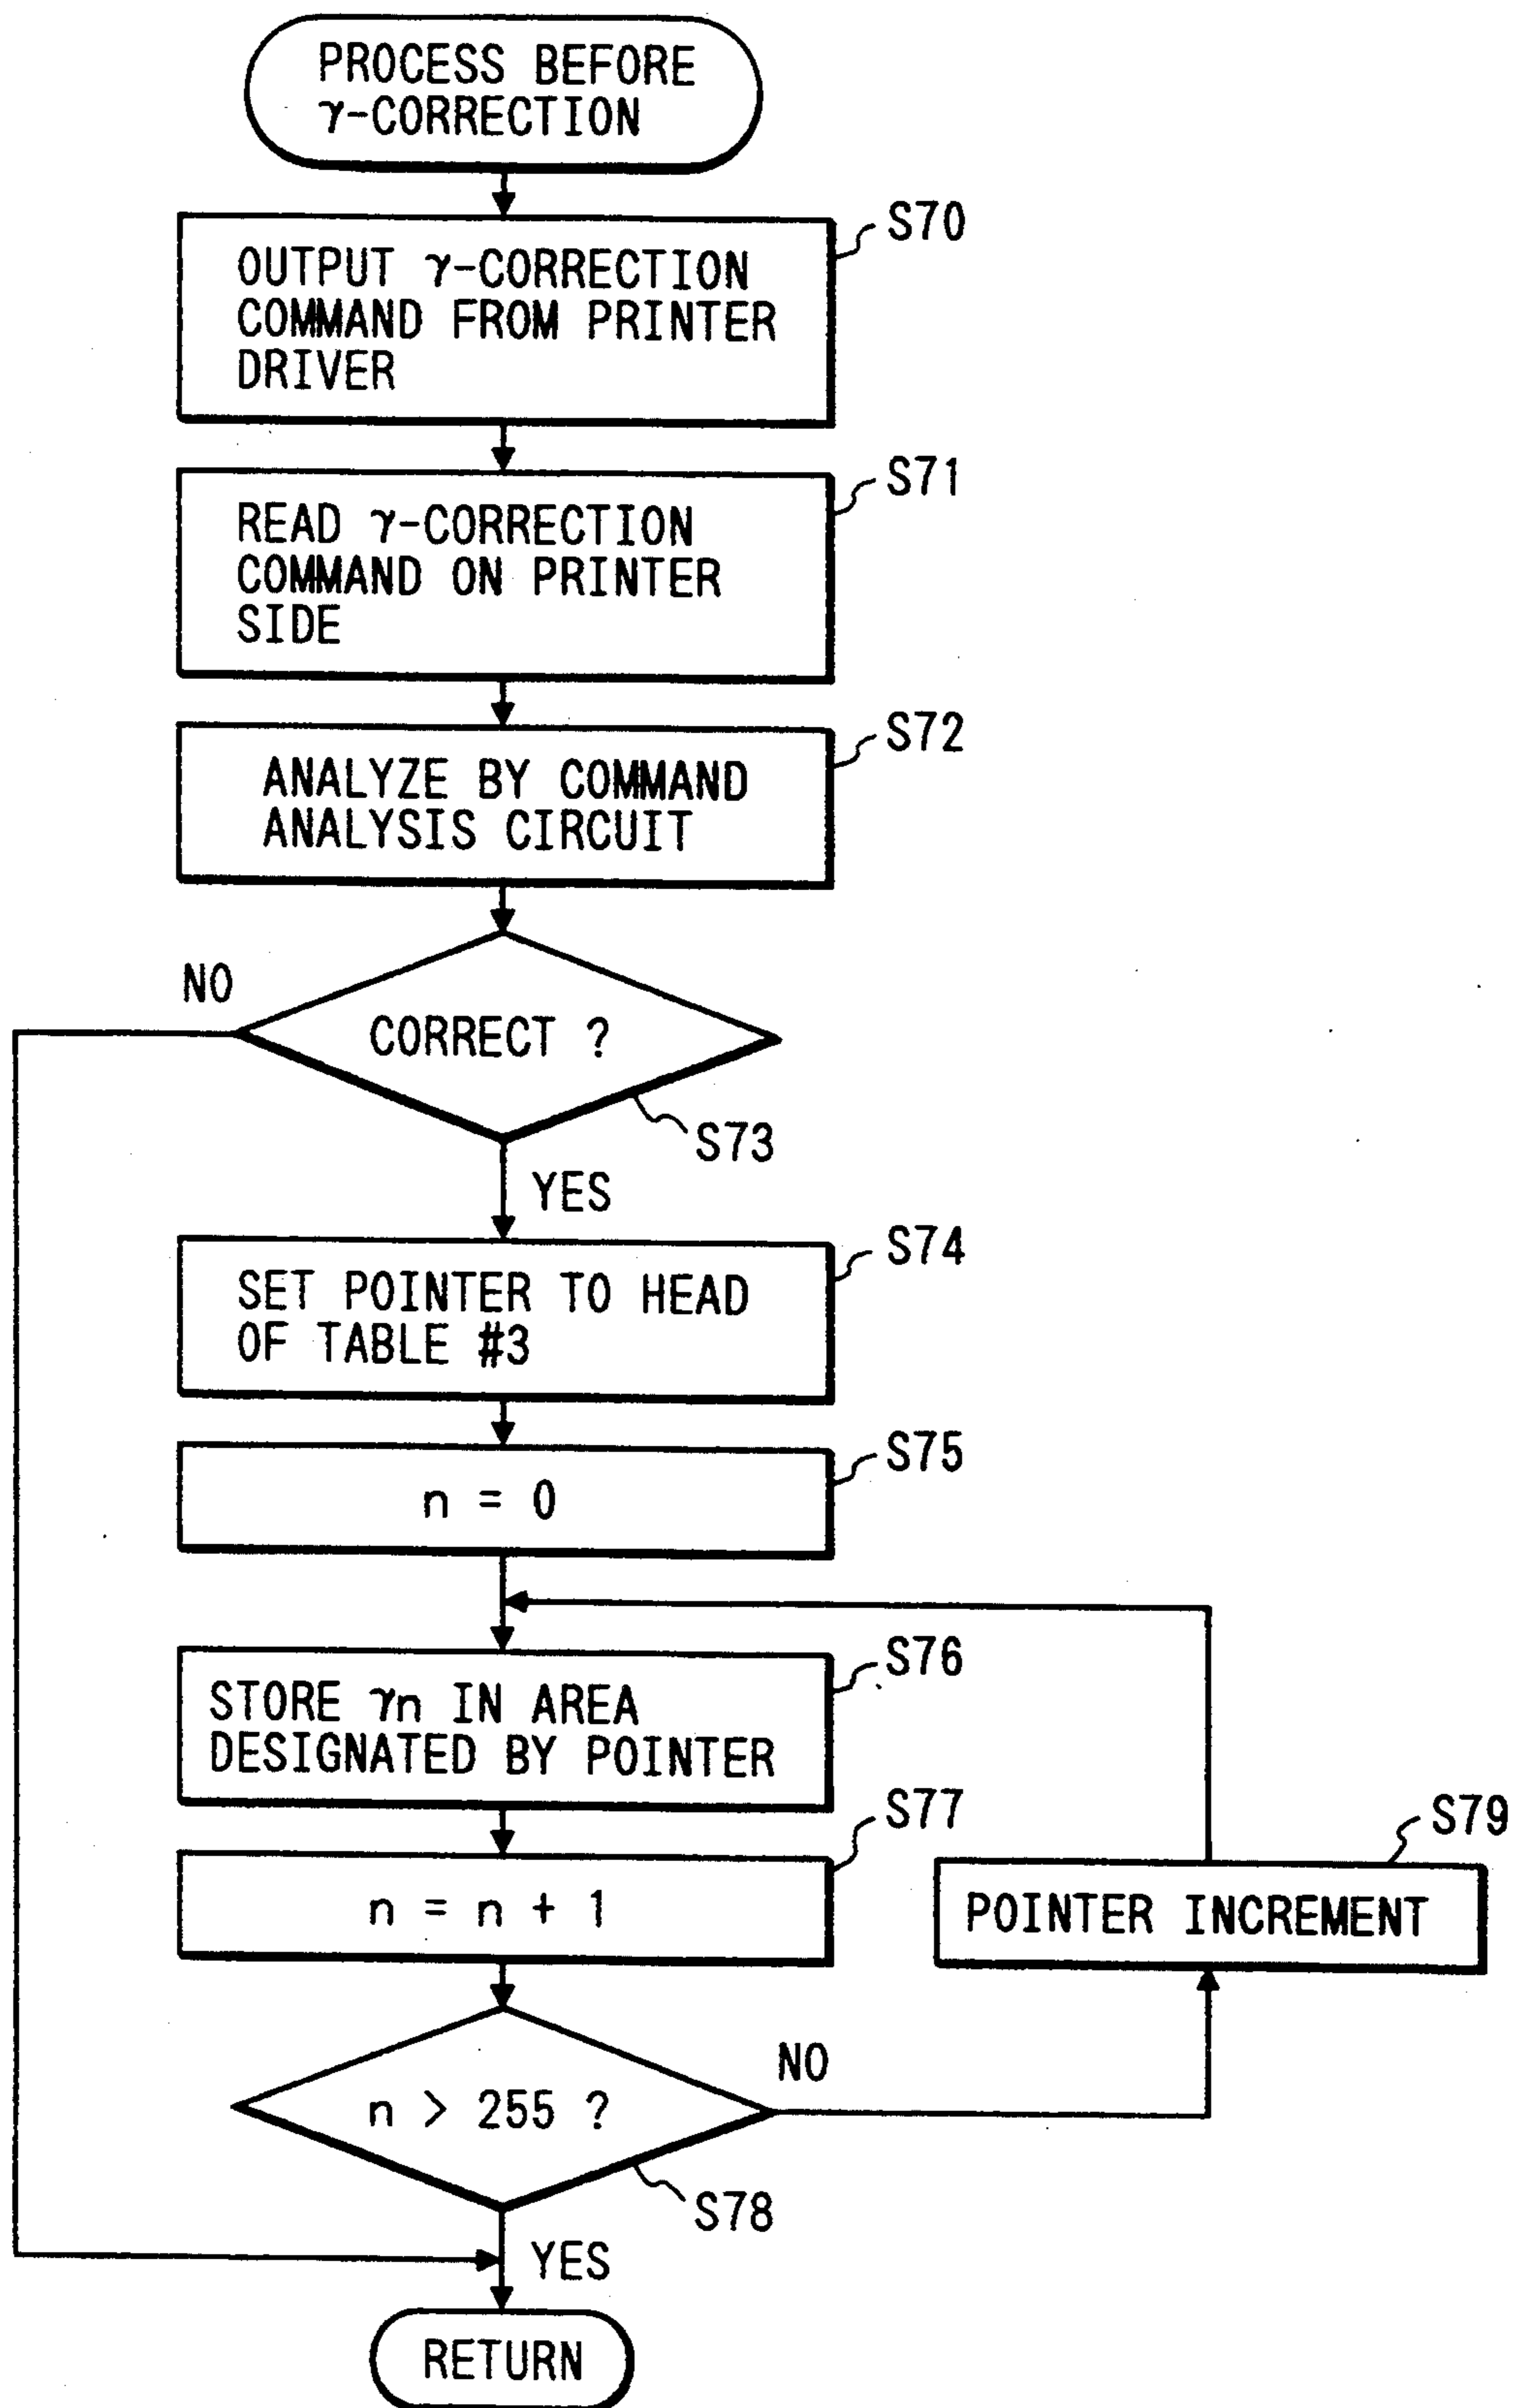 PROCESS BEFORE
γ-CORRECTION
S70
OUTPUT γ-CORRECTION
COMMAND FROM PRINTER
DRIVER
S71
READ γ-CORRECTION
COMMAND ON PRINTER
SIDE
S72
ANALYZE BY COMMAND
ANALYSIS CIRCUIT
NO
CORRECT ?
S73
YES
S74
SET POINTER TO HEAD
OF TABLE #3
S75
n = 0
S76
STORE γn IN AREA
DESIGNATED BY POINTER
S77
n = n + 1
S79
POINTER INCREMENT
NO
n > 255 ?
S78
YES
RETURN